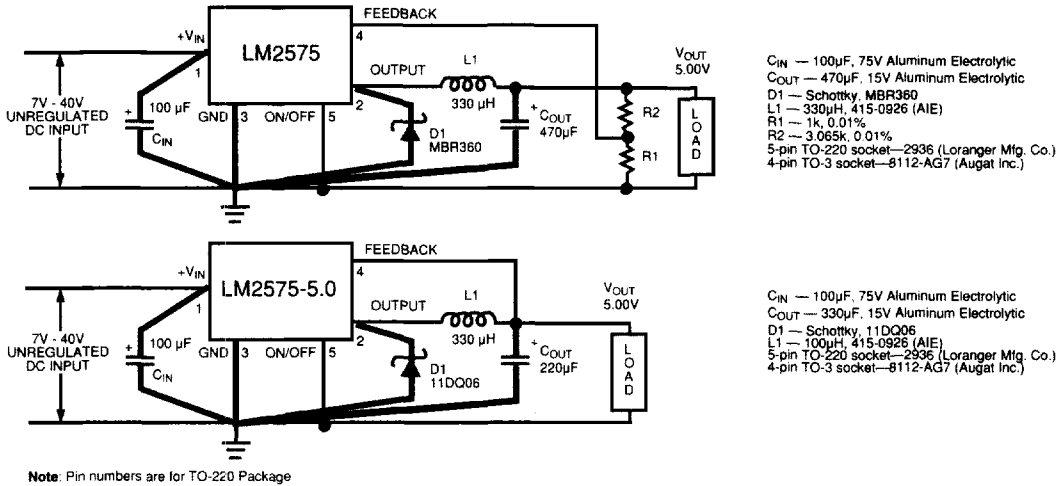 FEEDBACK
+VIN
4
LM2575
1
OUTPUT
L1
VOUT
5.00V
2
330 µH
7V - 40V
UNREGULATED
DC INPUT
+
100 µF
CIN
GND
3
ON/OFF
5
D1
MBR360
+
COUT
470µF
R2
R1
LOAD
CIN — 100µF, 75V Aluminum Electrolytic
COUT — 470µF, 15V Aluminum Electrolytic
D1 — Schottky, MBR360
L1 — 330µH, 415-0926 (AIE)
R1 — 1k, 0.01%
R2 — 3.065k, 0.01%
5-pin TO-220 socket—2936 (Loranger Mfg. Co.)
4-pin TO-3 socket—8112-AG7 (Augat Inc.)
FEEDBACK
+VIN
4
LM2575-5.0
1
OUTPUT
L1
VOUT
5.00V
2
330 µH
7V - 40V
UNREGULATED
DC INPUT
+
100 µF
CIN
GND
3
ON/OFF
5
D1
11DQ06
+
COUT
220µF
LOAD
CIN — 100µF, 75V Aluminum Electrolytic
COUT — 330µF, 15V Aluminum Electrolytic
D1 — Schottky, 11DQ06
L1 — 100µH, 415-0926 (AIE)
5-pin TO-220 socket—2936 (Loranger Mfg. Co.)
4-pin TO-3 socket—8112-AG7 (Augat Inc.)
Note: Pin numbers are for TO-220 Package